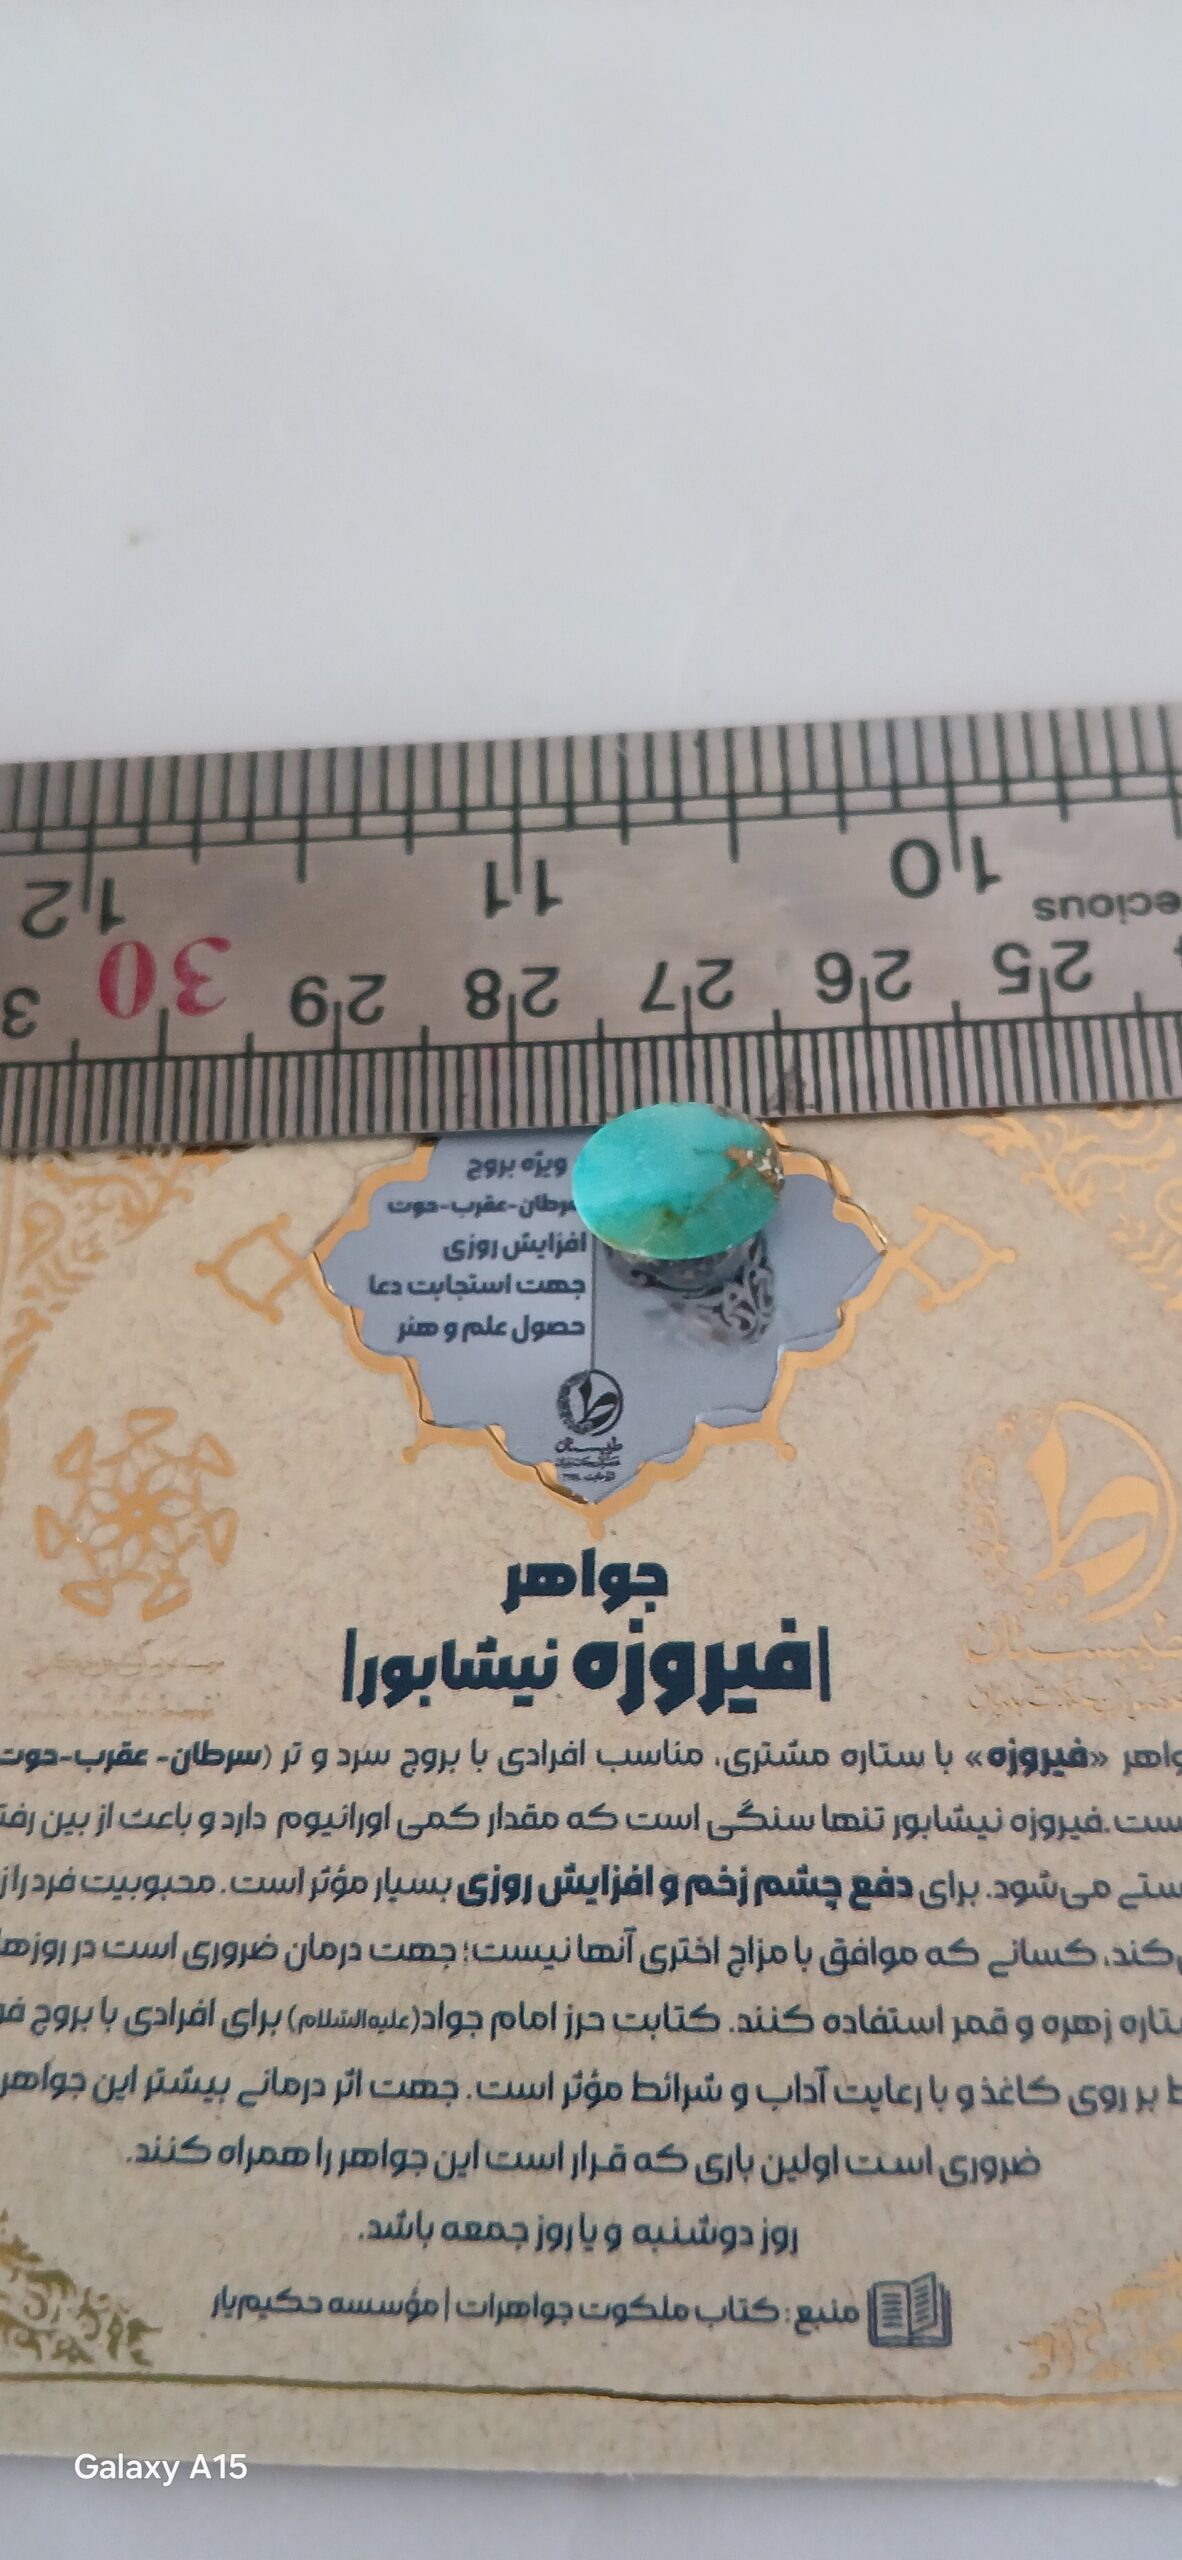 12 11 10
ecious
30 29 28 27 26 25
ویژه بروج
سرطان-عقرب-حوت
افزایش روزی
جهت استجابت دعا
حصول علم و هنر
جواهر
|فیروزه نیشابور|
واهر «فیروزه» با ستاره مشتری، مناسب افرادی با بروج سرد و تر (سرطان- عقرب-حوت
ست.فیروزه نیشابور تنها سنگی است که مقدار کمی اورانیوم دارد و باعث از بین رفت
ستی می‌شود. برای دفع چشم زخم و افزایش روزی بسیار مؤثر است. محبوبیت فرد را ز
کند، کسانی که موافق با مزاج اختری آنها نیست؛ جهت درمان ضروری است در روزها
ستاره زهره و قمر استفاده کنند. کتابت حرز امام جواد(علیه‌السّلام) برای افرادی با بروج فو
ط بر روی کاغذ و با رعایت آداب و شرائط مؤثر است. جهت اثر درمانی بیشتر این جواهر
ضروری است اولین باری که قرار است این جواهر را همراه کنند.
روز دوشنبه و یا روز جمعه باشد.
منبع: کتاب ملکوت جواهرات | مؤسسه حکیم‌یار
Galaxy A15